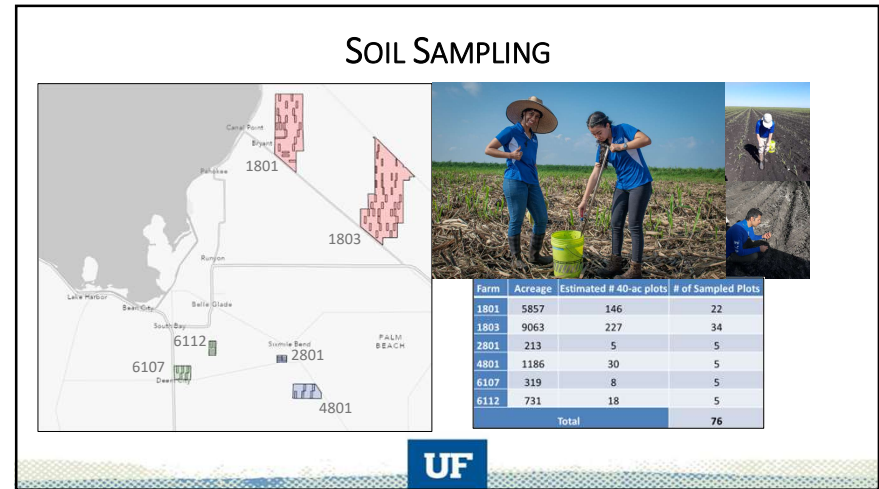 SOIL SAMPLING
Canal Point
Bryant
1801
Pahokee
1803
Runyon
Lake Harbor
Bean City
Belle Glade
South Bay
6112
Sixmile Bend
2801
PALM
BEACH
6107
Deem City
4801
Farm Acreage Estimated # 40-ac plots # of Sampled Plots
1801 5857 146 22
1803 9063 227 34
2801 213 5 5
4801 1186 30 5
6107 319 8 5
6112 731 18 5
Total 76
UF